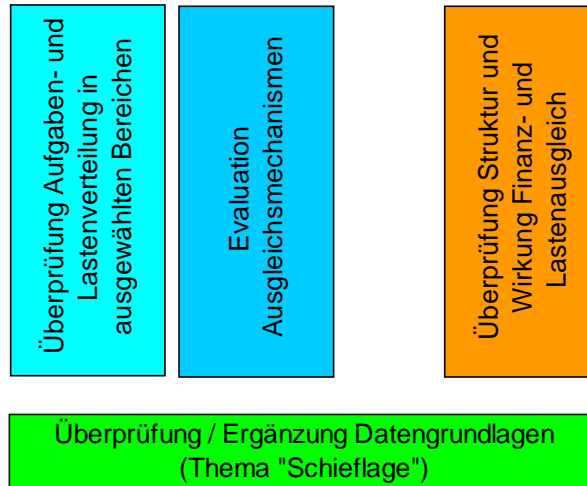 Überprüfung Aufgaben- und
Lastenverteilung in
ausgewählten Bereichen
Evaluation
Ausgleichsmechanismen
Überprüfung Struktur und
Wirkung Finanz- und
Lastenausgleich
Überprüfung / Ergänzung Datengrundlagen
(Thema "Schieflage")